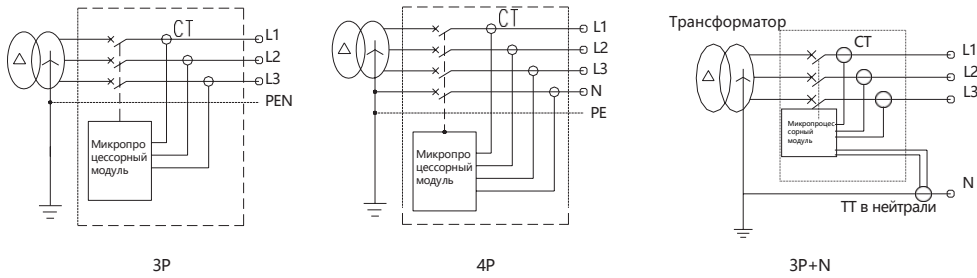 CT
L1
L2
L3
PEN
Микропро
цессорный
модуль
3P
CT
L1
L2
L3
N
PE
Микропро
цессорный
модуль
4P
Трансформатор
CT
L1
L2
L3
Микропроцес-
сорный
модуль
N
ТТ в нейтрали
3P+N